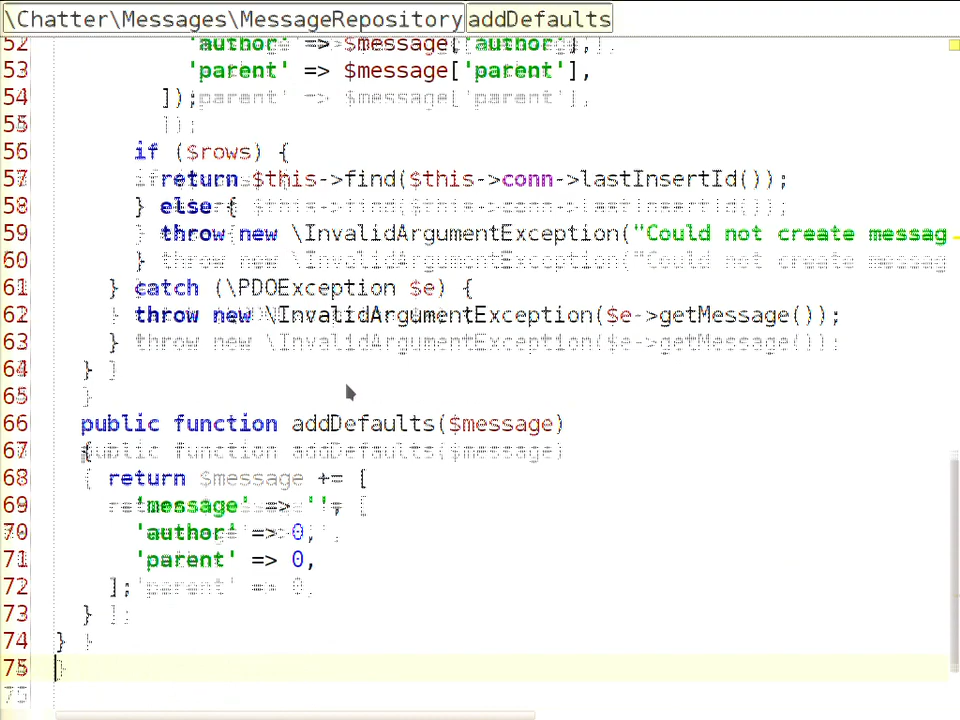 \Chatter\Messages\MessageRepository addDefaults
52 'author' => $message['author'],
53 'parent' => $message['parent'],
54 ]);
55
56 if ($rows) {
57 return $this->find($this->conn->lastInsertId());
58 } else {
59 throw new \InvalidArgumentException("Could not create messag
60 }
61 } catch (\PDOException $e) {
62 throw new \InvalidArgumentException($e->getMessage());
63 }
64 }
65
66 public function addDefaults($message)
67 {
68 return $message += [
69 'message' => '',
70 'author' => 0,
71 'parent' => 0,
72 ];
73 }
74 }
75